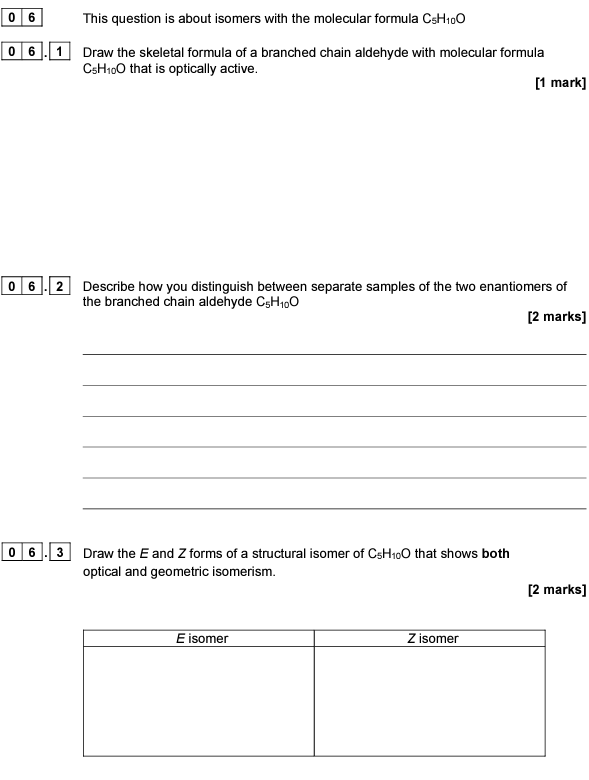 0 6 This question is about isomers with the molecular formula C₅H₁₀O
0 6 . 1 Draw the skeletal formula of a branched chain aldehyde with molecular formula
C₅H₁₀O that is optically active.
[1 mark]
0 6 . 2 Describe how you distinguish between separate samples of the two enantiomers of
the branched chain aldehyde C₅H₁₀O
[2 marks]
0 6 . 3 Draw the E and Z forms of a structural isomer of C₅H₁₀O that shows both
optical and geometric isomerism.
[2 marks]
E isomer Z isomer